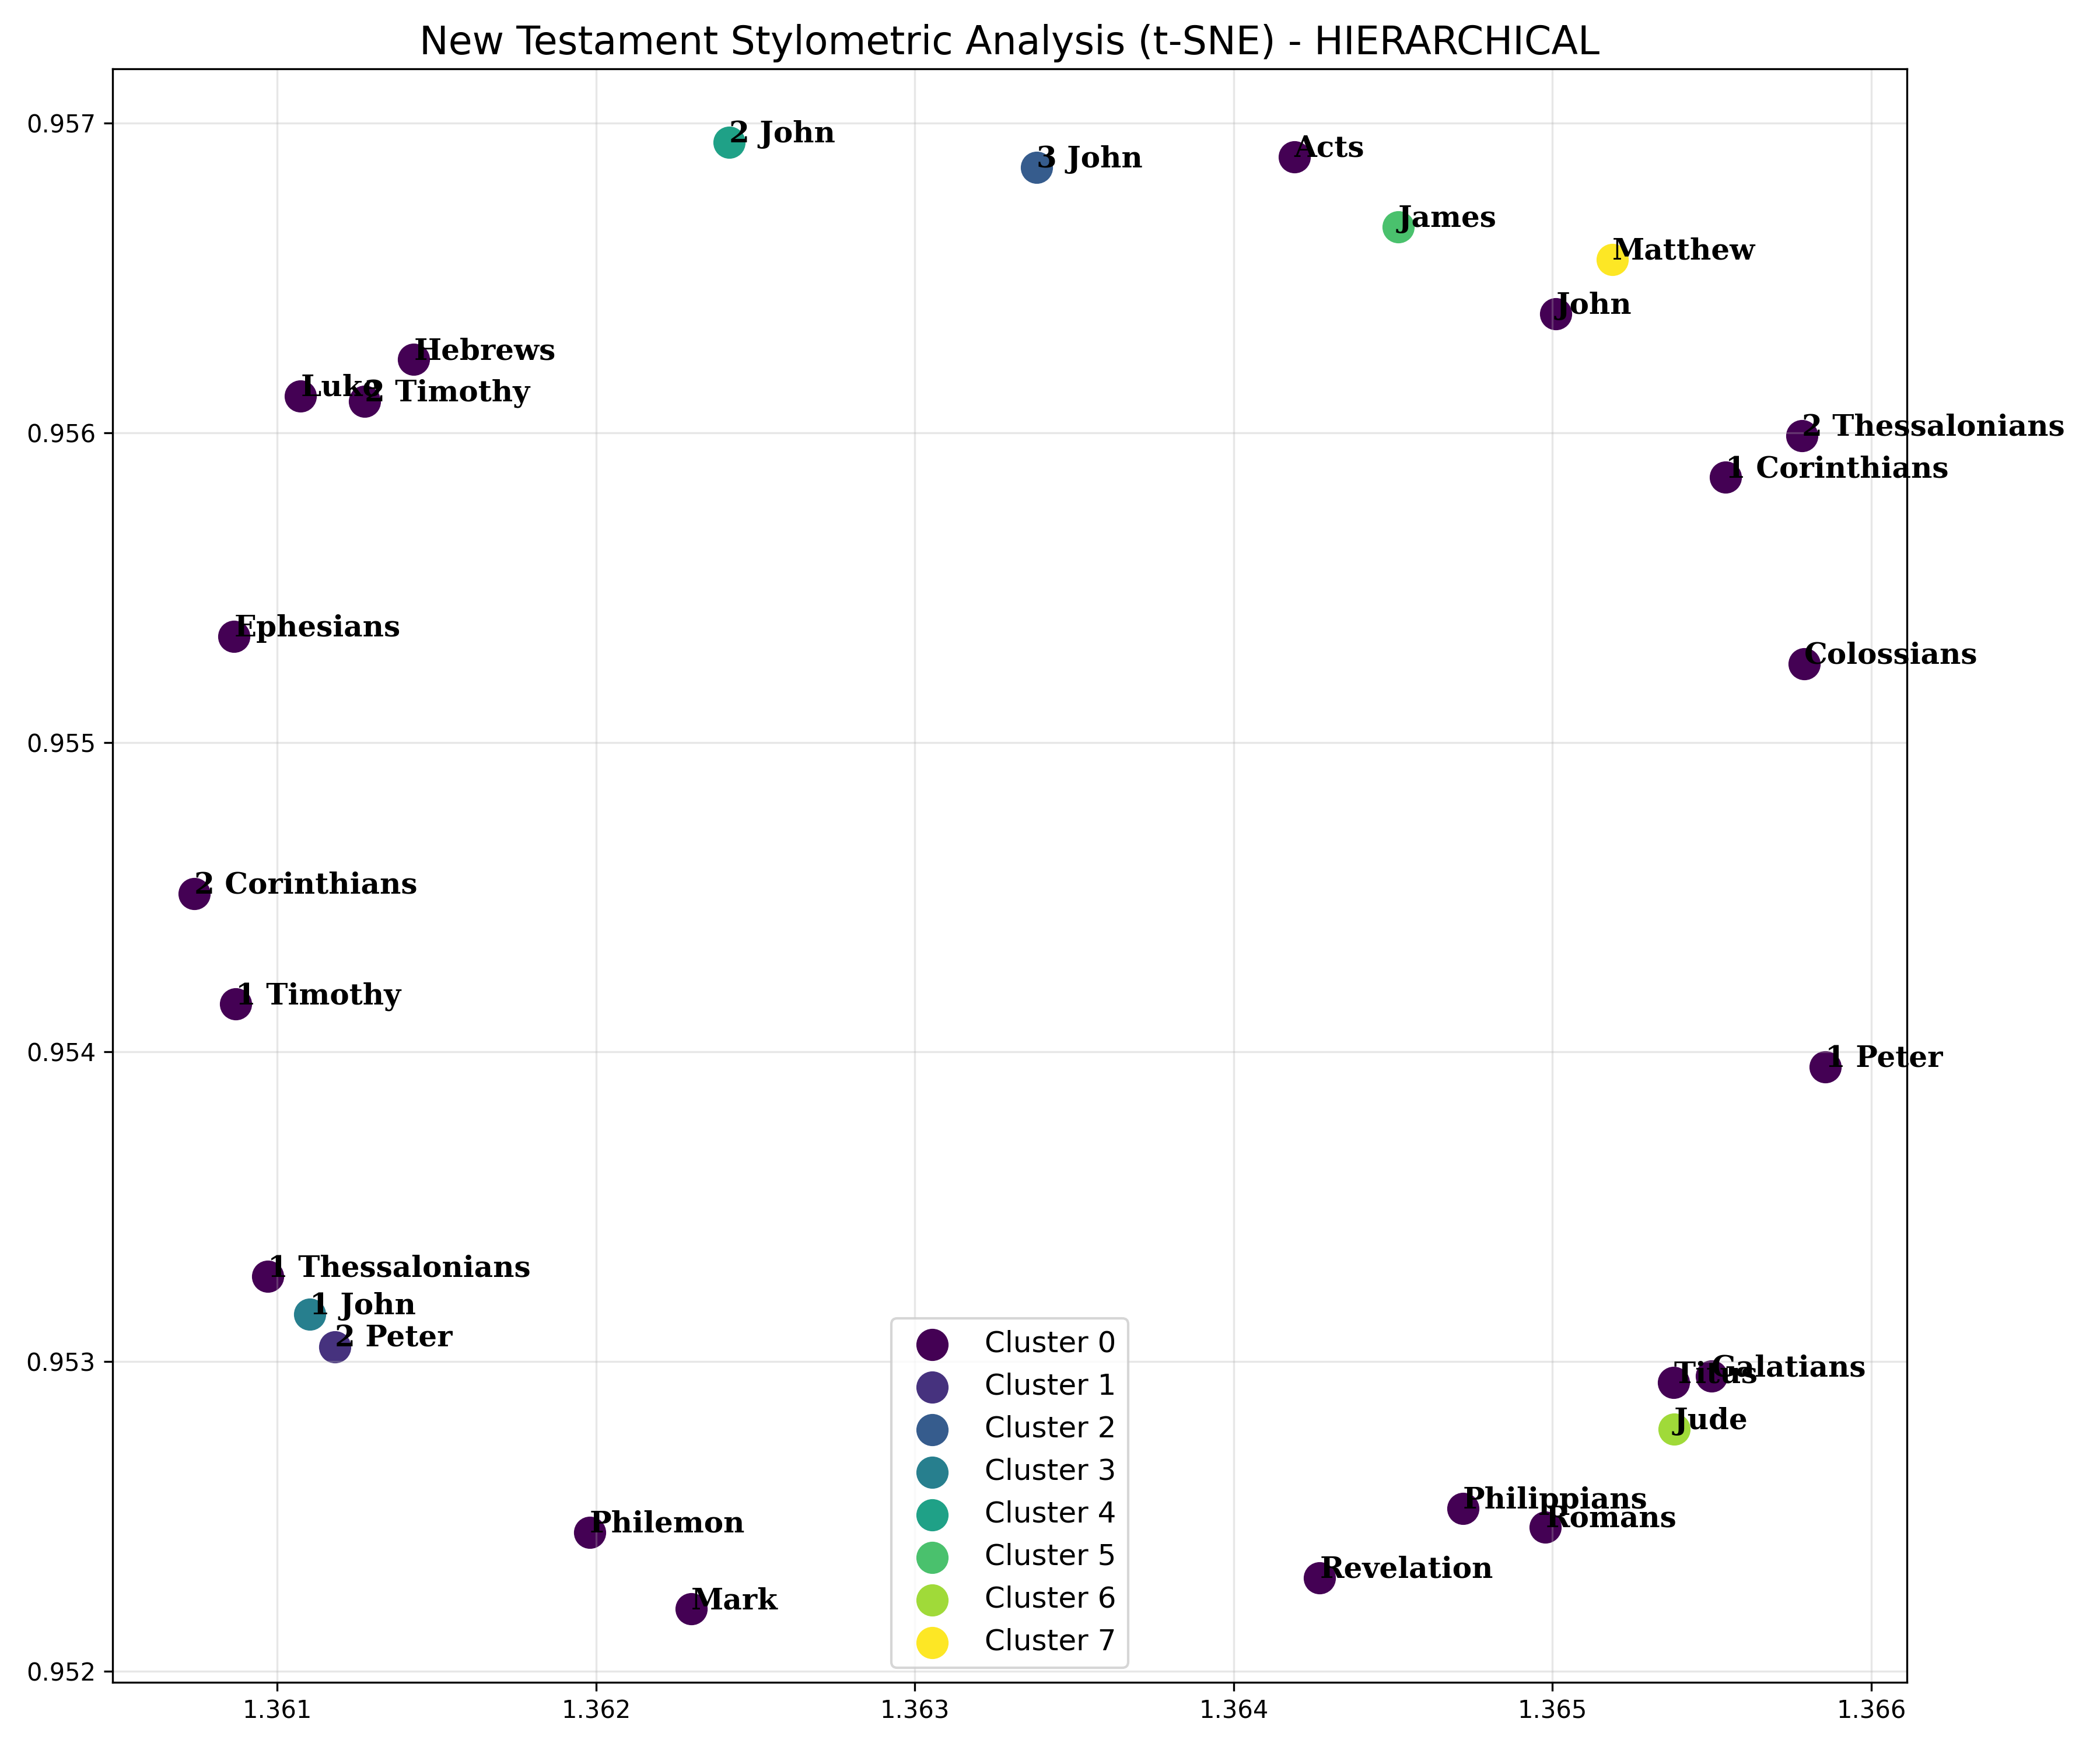 New Testament Stylometric Analysis (t-SNE) - HIERARCHICAL
0.957
2 John
3 John
Acts
James
Matthew
John
Hebrews
Luke
2 Timothy
0.956
2 Thessalonians
1 Corinthians
Ephesians
Colossians
0.955
2 Corinthians
1 Timothy
0.954
1 Peter
1 Thessalonians
1 John
2 Peter
0.953
Titus
Galatians
Jude
Philippians
Romans
Philemon
Revelation
Mark
0.952
Cluster 0
Cluster 1
Cluster 2
Cluster 3
Cluster 4
Cluster 5
Cluster 6
Cluster 7
1.361
1.362
1.363
1.364
1.365
1.366